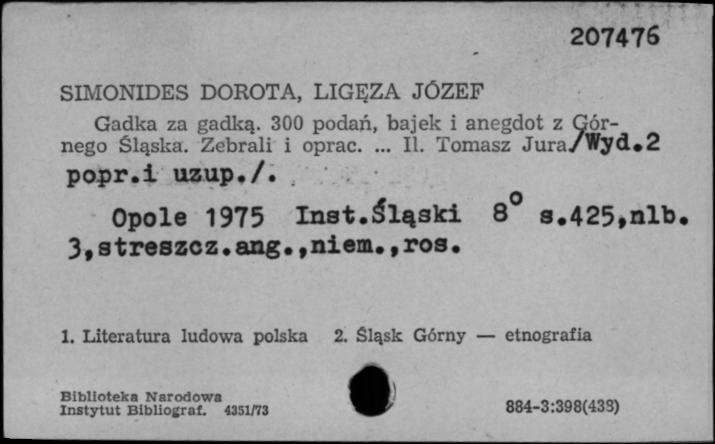 207476
SIMONIDES DOROTA, LIGĘZA JÓZEF
Gadka za gadką. 300 podań, bajek i anegdot z Gór-
nego Śląska. Zebrali i oprac. ... Il. Tomasz Jura/Wyd.2
popr.i uzup./.
Opole 1975 Inst.Śląski 8° s.425,nlb.
3,streszcz.ang.,niem.,ros.
1. Literatura ludowa polska 2. Śląsk Górny — etnografia
Biblioteka Narodowa
Instytut Bibliograf. 4351/73
884-3:398(438)